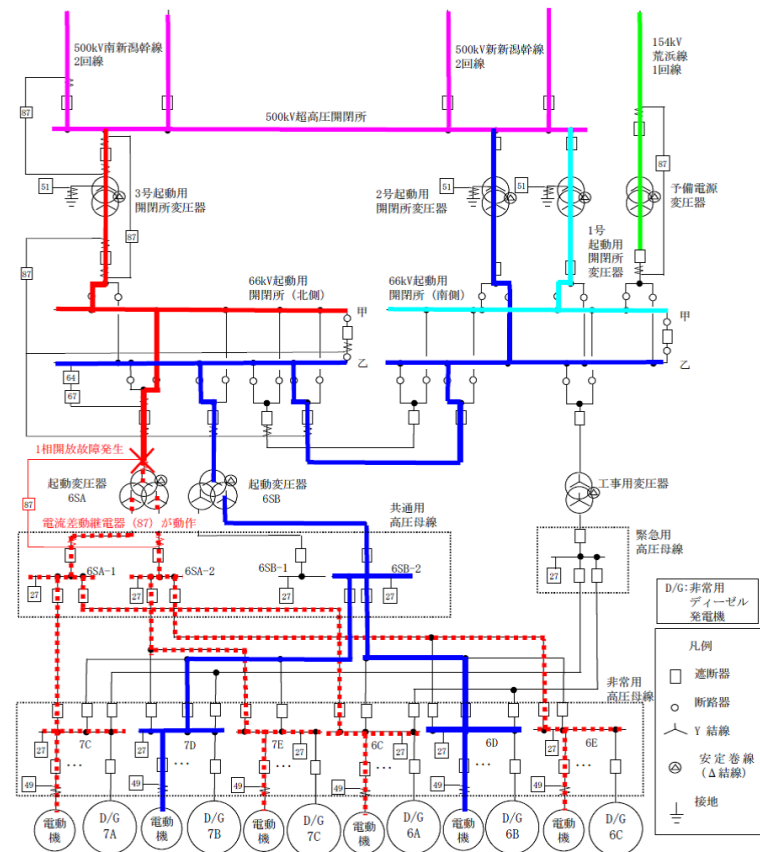 500kV南新潟幹線
2回線
500kV新新潟幹線
2回線
154kV
荒浜線
1回線
87
500kV超高圧開閉所
87
51
3号起動用
開閉所変圧器
87
51
2号起動用
開閉所変圧器
51
予備電源
変圧器
1号
起動用
開閉所
変圧器
87
66kV起動用
開閉所(北側)
66kV起動用
開閉所(南側)
甲
甲
乙
乙
64
67
1相開放故障発生
起動変圧器
6SA
起動変圧器
6SB
工事用変圧器
87
電流差動継電器(87)が動作
共通用
高圧母線
緊急用
高圧母線
6SA-1
6SA-2
6SB-1
6SB-2
27
27
27
27
27
D/G:非常用
ディーゼル
発電機
凡例
遮断器
断路器
Y 結線
安定巻線
(Δ結線)
接地
非常用
高圧母線
7C
7D
7E
6C
6D
6E
27
27
27
27
27
27
49
49
49
49
49
49
電動機
D/G
7A
電動機
D/G
7B
電動機
D/G
7C
電動機
D/G
6A
電動機
D/G
6B
電動機
D/G
6C